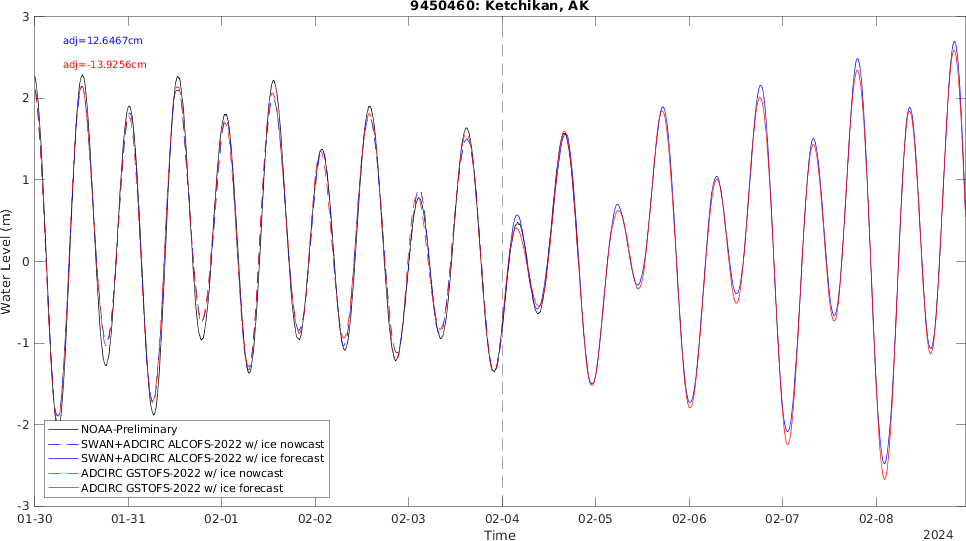 9450460: Ketchikan, AK
3
adj=12.6467cm
adj=-13.9256cm
2
1
0
-1
-2
-3
Water Level (m)
NOAA-Preliminary
SWAN+ADCIRC ALCOFS-2022 w/ ice nowcast
SWAN+ADCIRC ALCOFS-2022 w/ ice forecast
ADCIRC GSTOFS-2022 w/ ice nowcast
ADCIRC GSTOFS-2022 w/ ice forecast
01-30 01-31 02-01 02-02 02-03 02-04 02-05 02-06 02-07 02-08
Time
2024